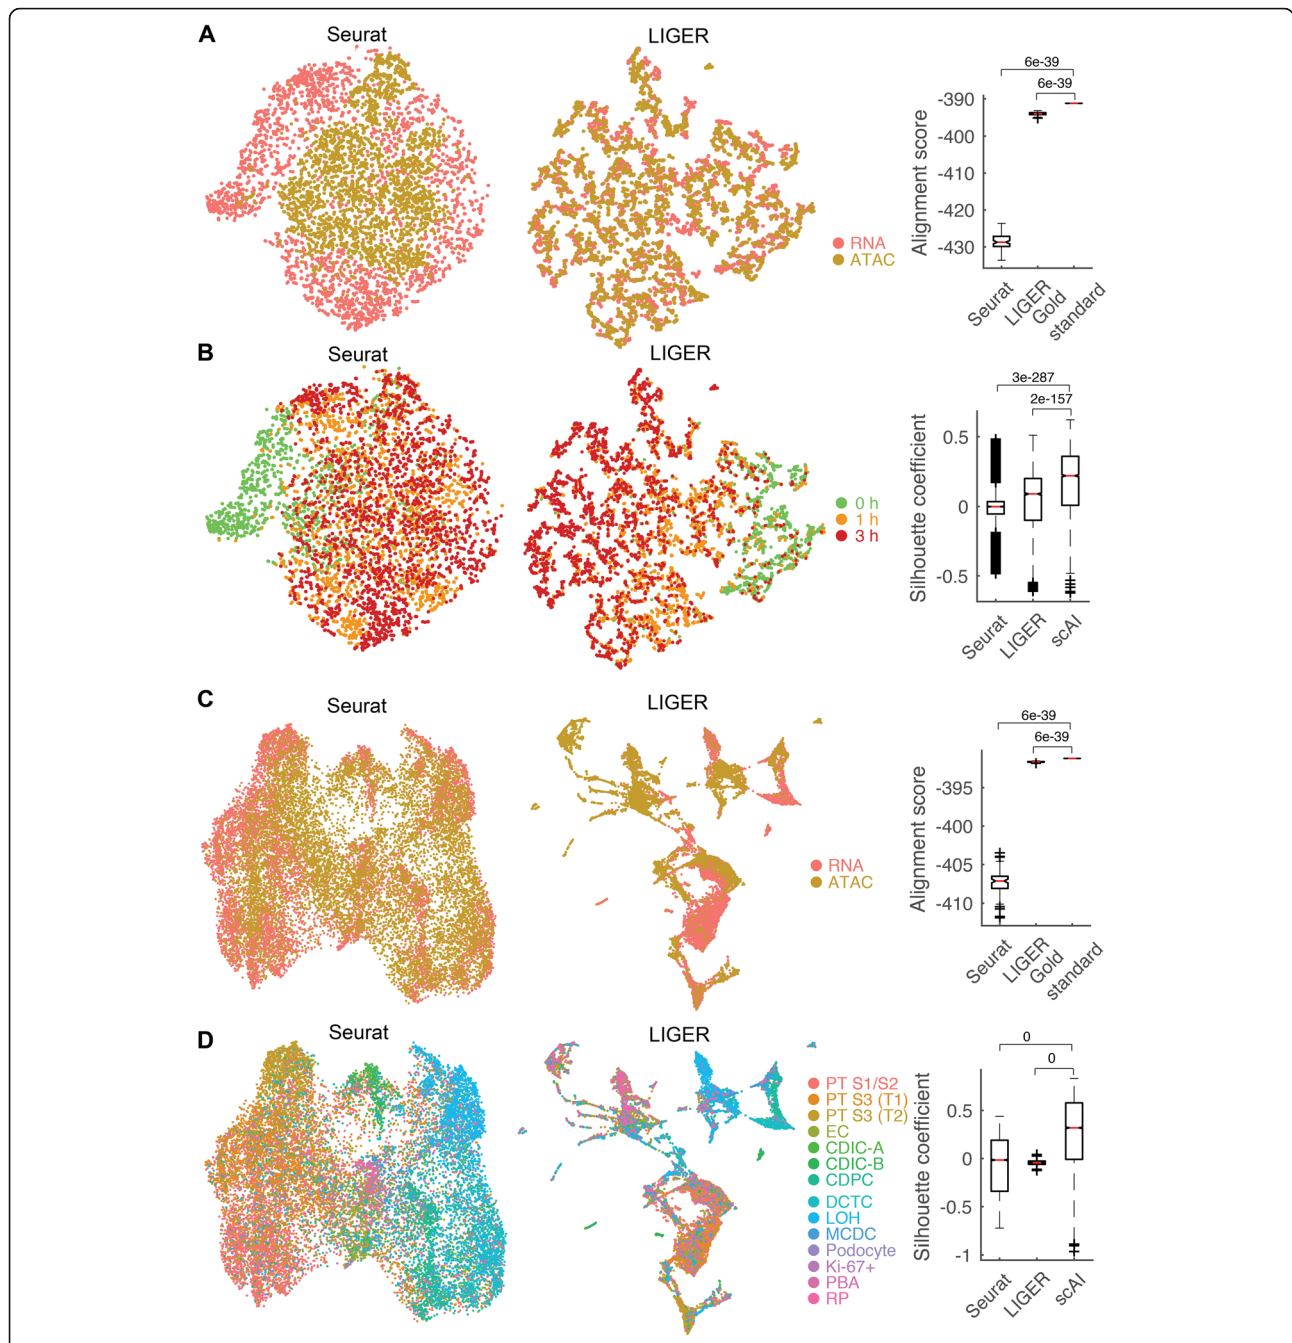 A
Seurat
LIGER
RNA
ATAC
6e-39
6e-39
Alignment score
-390
-400
-410
-420
-430
Seurat
LIGER
Gold standard
B
Seurat
LIGER
0 h
1 h
3 h
3e-287
2e-157
Silhouette coefficient
0.5
0
-0.5
Seurat
LIGER
scAI
C
Seurat
LIGER
RNA
ATAC
6e-39
6e-39
Alignment score
-395
-400
-405
-410
Seurat
LIGER
Gold standard
D
Seurat
LIGER
PT S1/S2
PT S3 (T1)
PT S3 (T2)
EC
CDIC-A
CDIC-B
CDPC
DCTC
LOH
MCDC
Podocyte
Ki-67+
PBA
RP
0
0
Silhouette coefficient
0.5
0
-0.5
-1
Seurat
LIGER
scAI